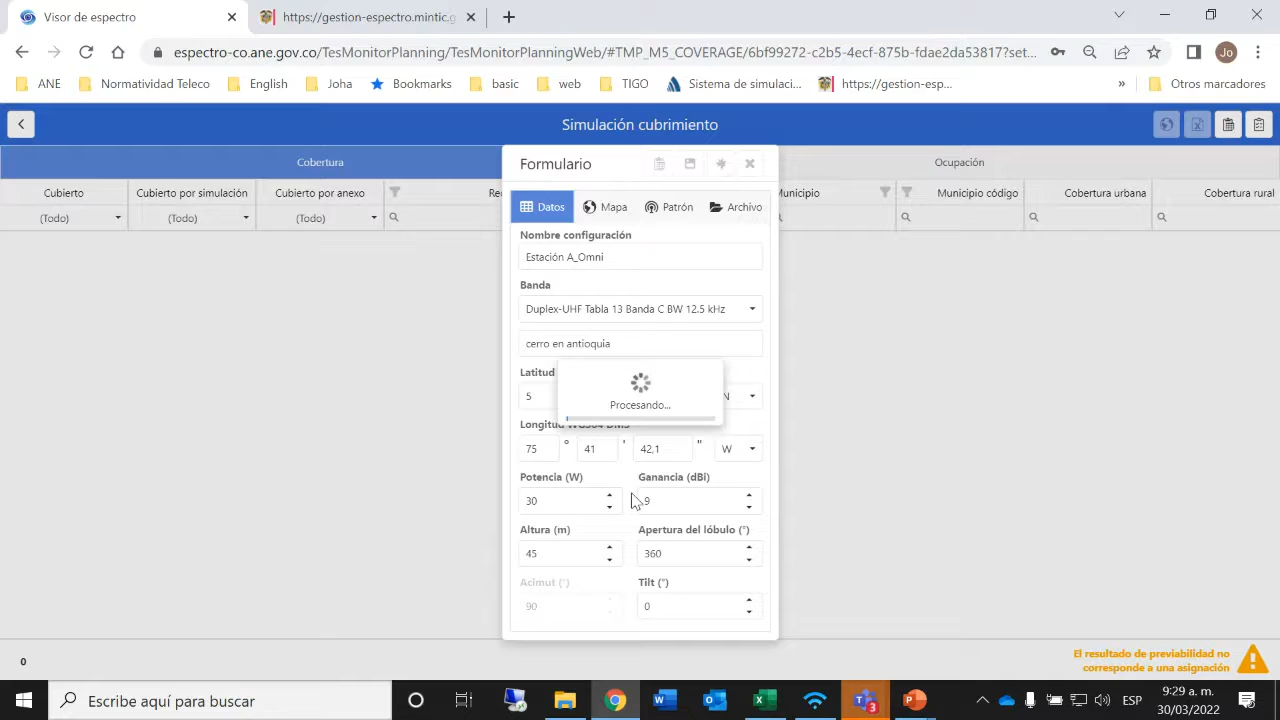 Visor de espectro
https://gestion-espectro.mintic.g
espectro-co.ane.gov.co/TesMonitorPlanning/TesMonitorPlanningWeb/#TMP_M5_COVERAGE/6bf99272-c2b5-4ecf-875b-fdae2da53817?set...
Jo
ANE
Normatividad Teleco
English
Joha
Bookmarks
basic
web
TIGO
Sistema de simulaci...
https://gestion-esp...
»
Otros marcadores
Simulación cubrimiento
Cobertura
Formulario
Ocupación
Cubierto
Cubierto por simulación
Cubierto por anexo
Municipio código
Cobertura urbana
Cobertura rural
(Todo)
(Todo)
(Todo)
Datos
Mapa
Patrón
Archivo
Nombre configuración
Estación A_Omni
Banda
Duplex-UHF Tabla 13 Banda C BW 12.5 kHz
cerro en antioquia
Latitud
5
N
Procesando...
75 ° 41 ' 42,1 " W
Potencia (W)
Ganancia (dBi)
30
9
Altura (m)
Apertura del lóbulo (°)
45
360
Acimut (°)
Tilt (°)
90
0
0
El resultado de previabilidad no
corresponde a una asignación
Escribe aquí para buscar
3
ESP
9:29 a. m.
30/03/2022